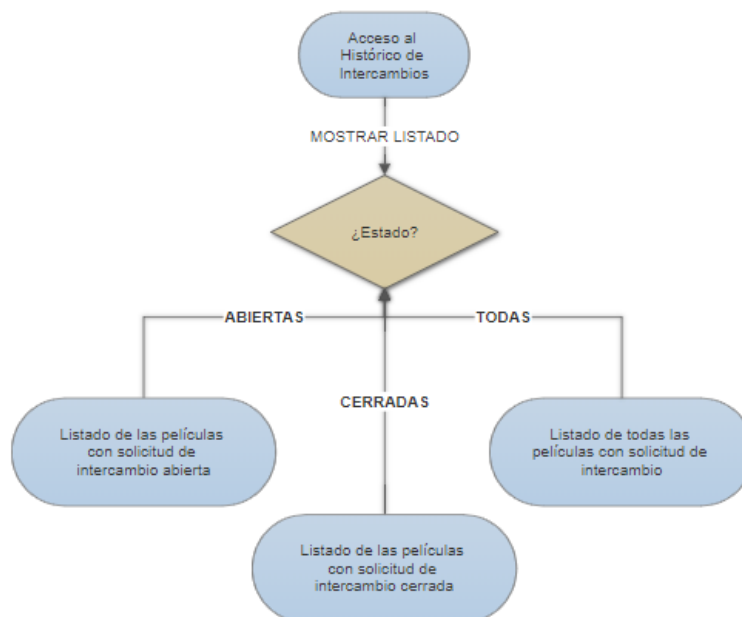 Acceso al
Histórico de
Intercambios
MOSTRAR LISTADO
¿Estado?
ABIERTAS
TODAS
CERRADAS
Listado de las películas
con solicitud de
intercambio abierta
Listado de todas las
películas con solicitud de
intercambio
Listado de las películas
con solicitud de
intercambio cerrada